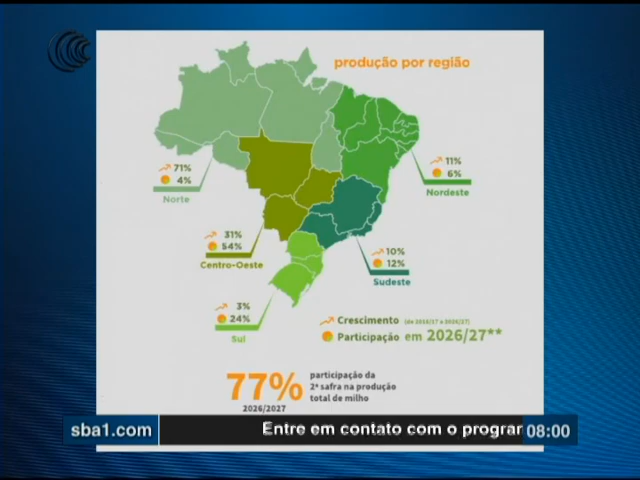 produção por região
71%
4%
Norte
11%
6%
Nordeste
31%
54%
Centro-Oeste
10%
12%
Sudeste
3%
24%
Sul
Crescimento
Participação em 2026/27**
77%
2026/2027
participação da
2ª safra na produção
total de milho
sba1.com
Entre em contato com o prograr
08:00